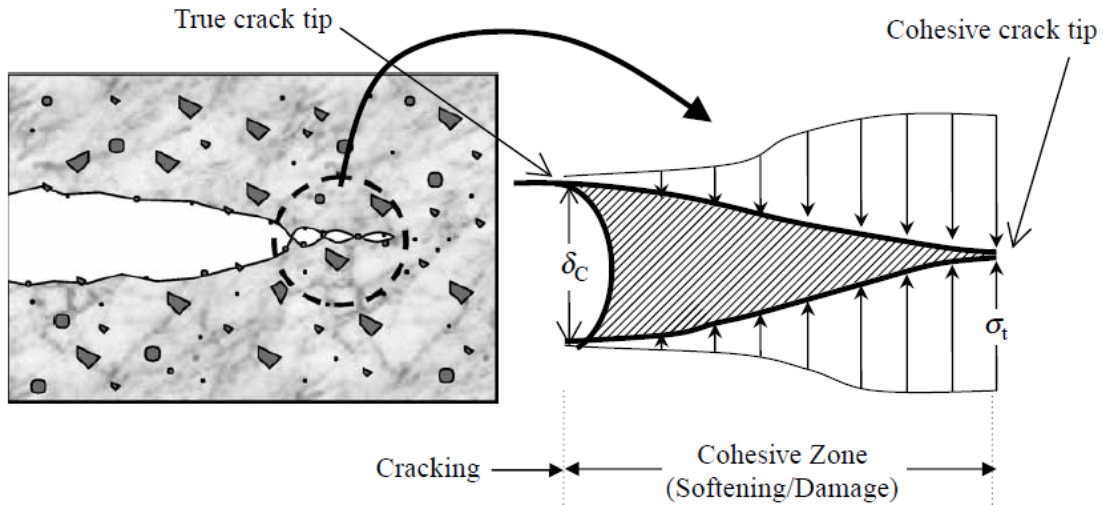 True crack tip
Cohesive crack tip
δC
σt
Cracking
Cohesive Zone
(Softening/Damage)